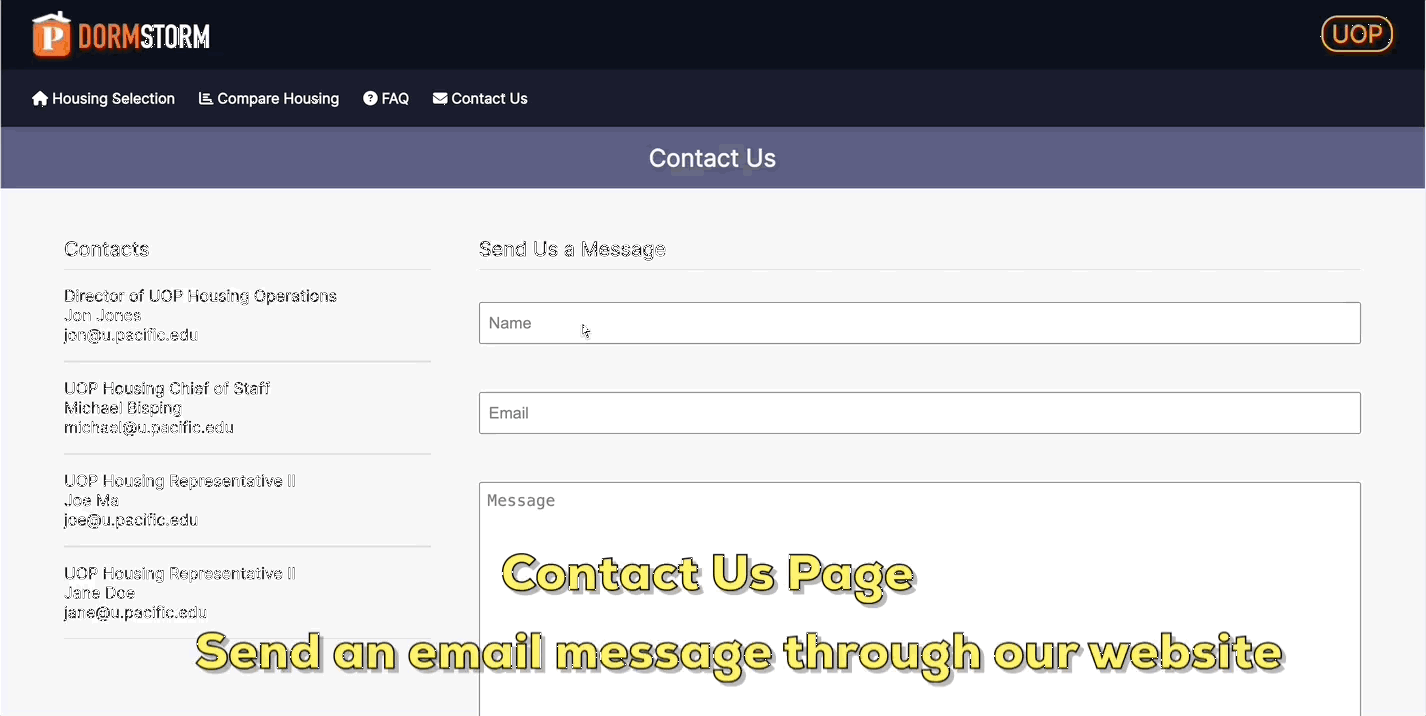 P DORMSTORM
UOP
Housing Selection Compare Housing ? FAQ Contact Us
Contact Us
Contacts
Director of UOP Housing Operations
Jon Jones
jon@u.pacific.edu
UOP Housing Chief of Staff
Michael Bisping
michael@u.pacific.edu
UOP Housing Representative II
Joe Ma
joe@u.pacific.edu
UOP Housing Representative II
Jane Doe
jane@u.pacific.edu
Send Us a Message
Name
Email
Message
Contact Us Page
Send an email message through our website